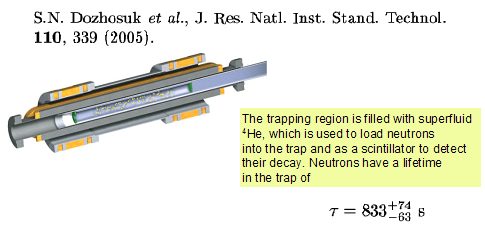 S.N. Dozhosuk et al., J. Res. Natl. Inst. Stand. Technol.
110, 339 (2005).
The trapping region is filled with superfluid
⁴He, which is used to load neutrons
into the trap and as a scintillator to detect
their decay. Neutrons have a lifetime
in the trap of
τ = 833⁺⁷⁴₋₆₃ s